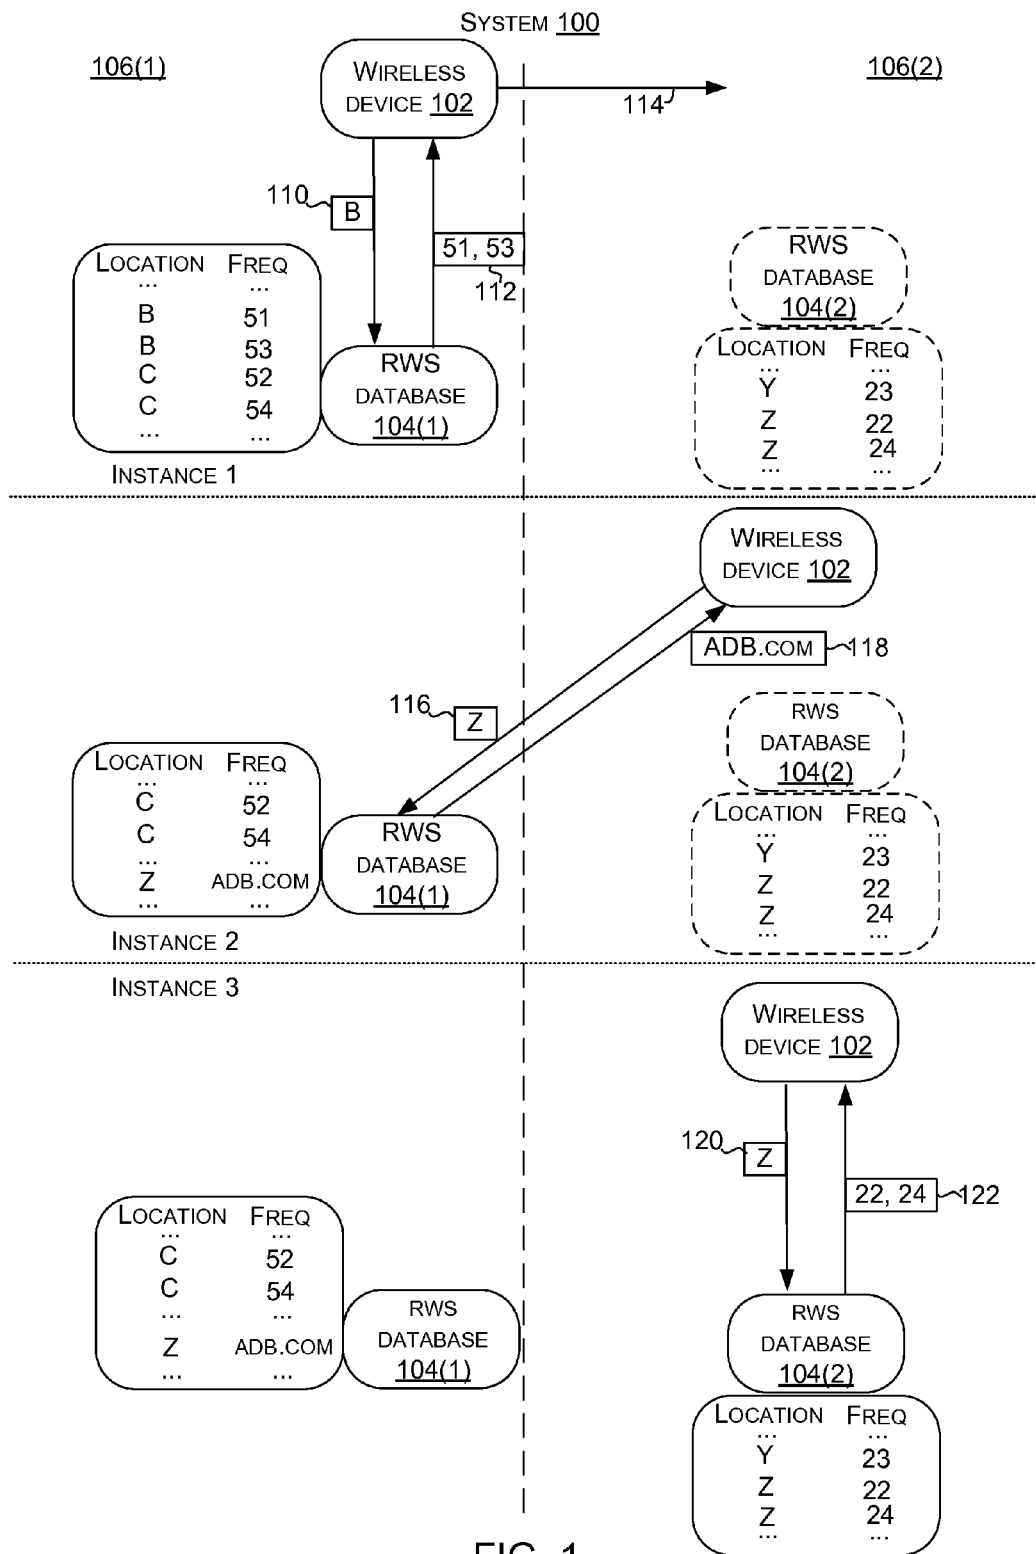 SYSTEM 100
106(1)
106(2)
WIRELESS
DEVICE 102
114
110
B
51, 53
112
LOCATION FREQ
... ...
B 51
B 53
C 52
C 54
... ...
RWS
DATABASE
104(1)
RWS
DATABASE
104(2)
LOCATION FREQ
... ...
Y 23
Z 22
Z 24
... ...
INSTANCE 1
WIRELESS
DEVICE 102
ADB.COM
118
116
Z
RWS
DATABASE
104(2)
LOCATION FREQ
... ...
C 52
C 54
... ...
Z ADB.COM
... ...
RWS
DATABASE
104(1)
LOCATION FREQ
... ...
Y 23
Z 22
Z 24
... ...
INSTANCE 2
INSTANCE 3
WIRELESS
DEVICE 102
120
Z
22, 24
122
LOCATION FREQ
... ...
C 52
C 54
... ...
Z ADB.COM
... ...
RWS
DATABASE
104(1)
RWS
DATABASE
104(2)
LOCATION FREQ
... ...
Y 23
Z 22
Z 24
... ...
FIG. 1